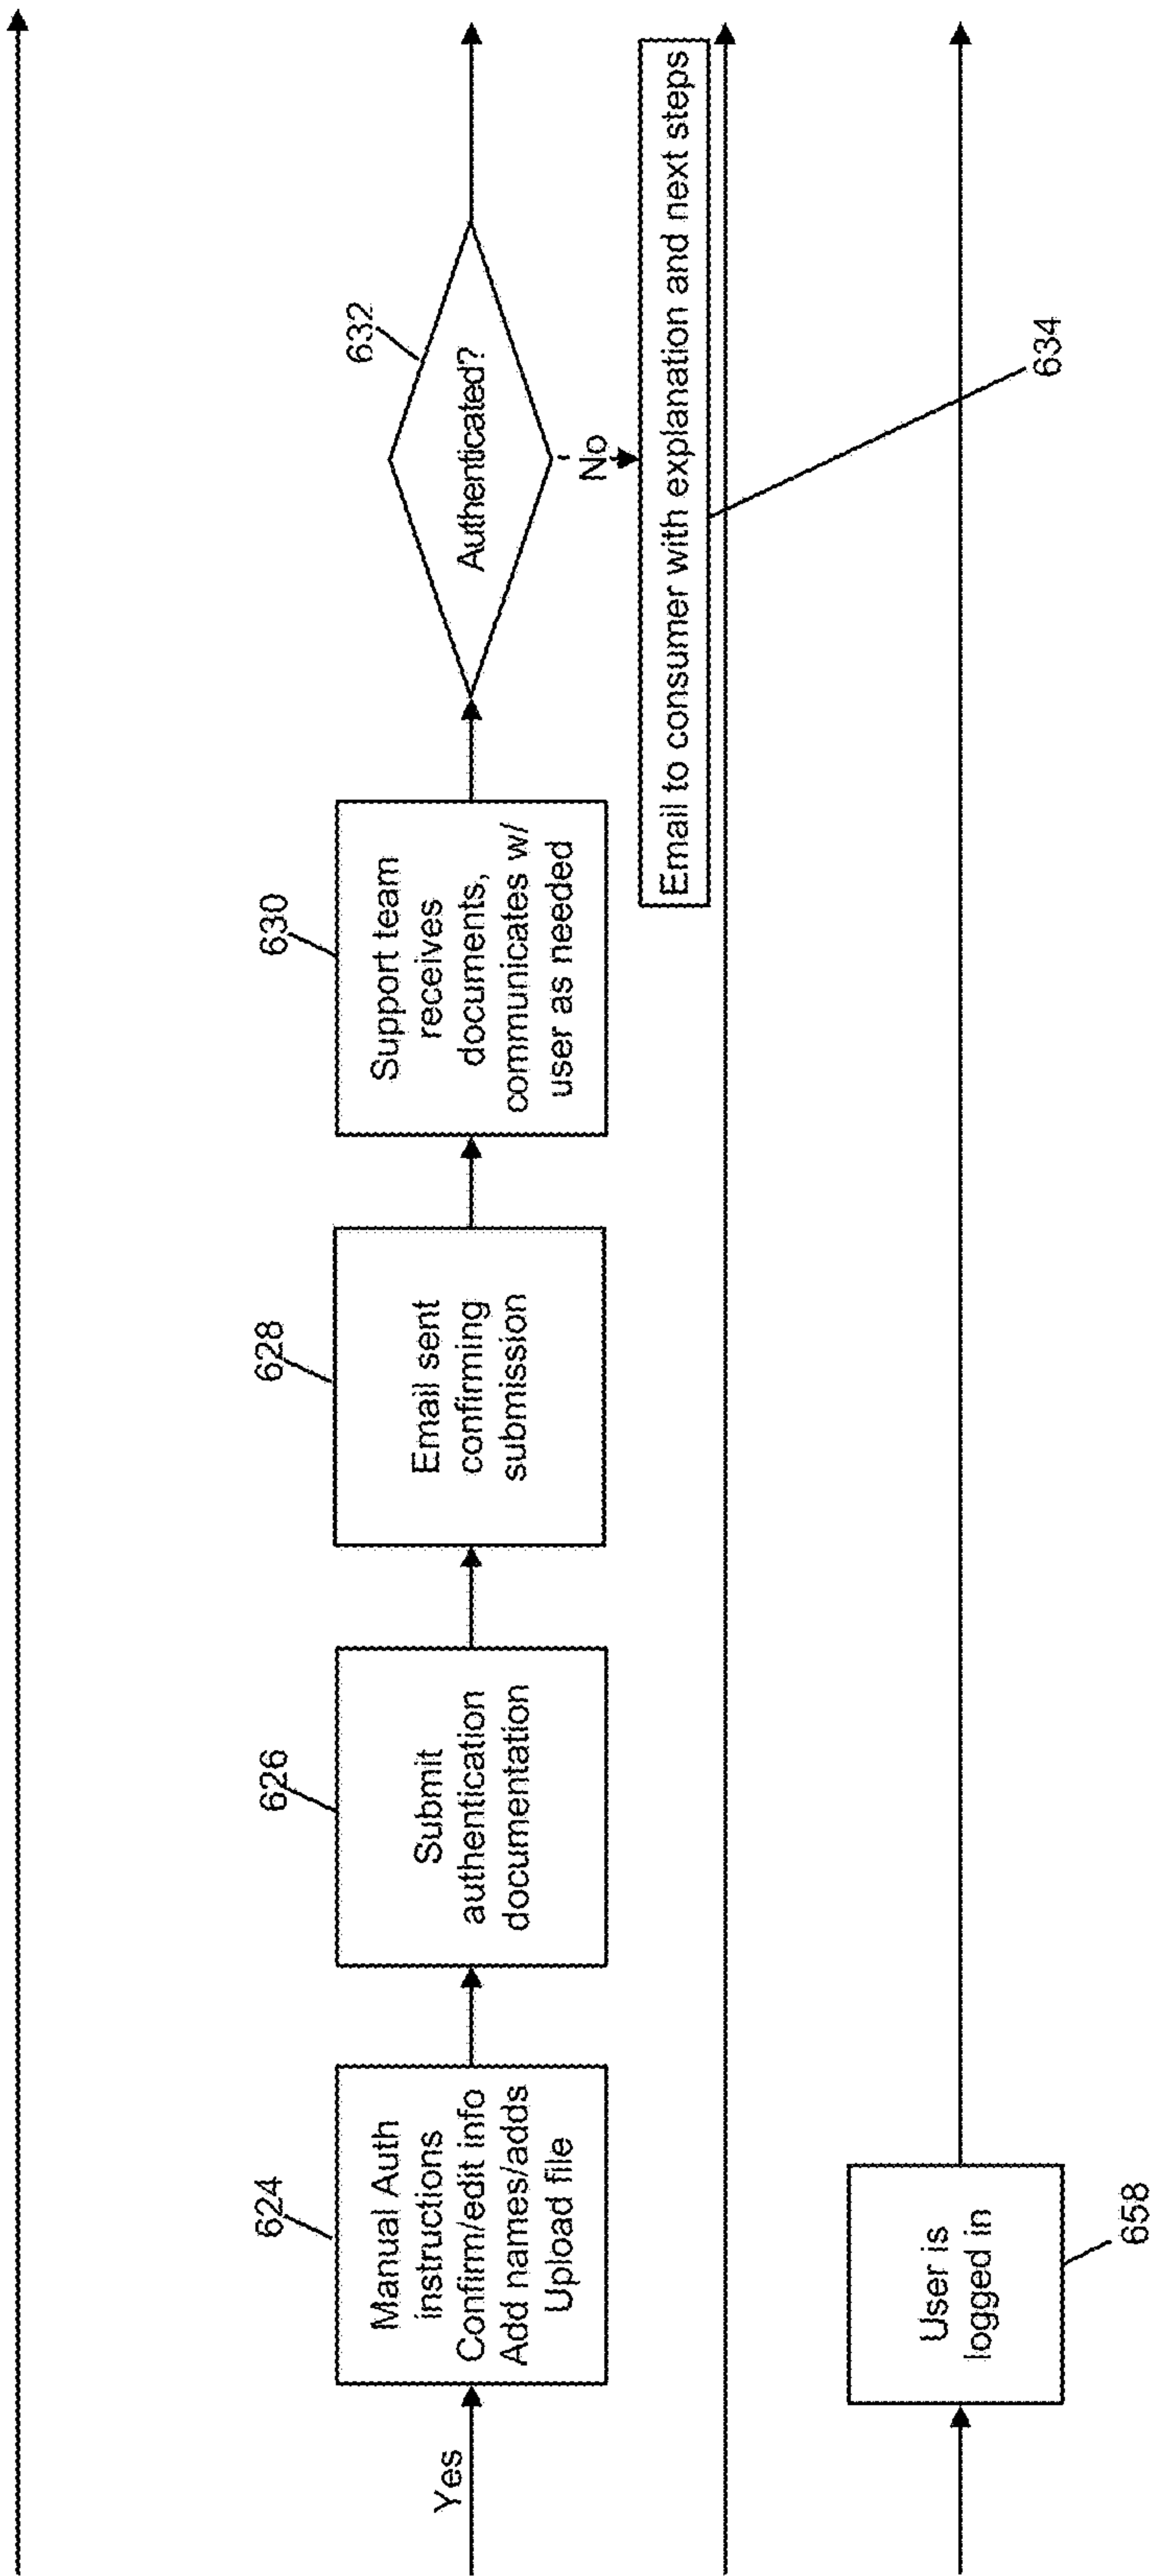 Yes
624
Manual Auth
instructions
Confirm/edit info
Add names/adds
Upload file
626
Submit
authentication
documentation
628
Email sent
confirming
submission
630
Support team
receives
documents,
communicates w/
user as needed
632
Authenticated?
No
Email to consumer with explanation and next steps
634
User is
logged in
658